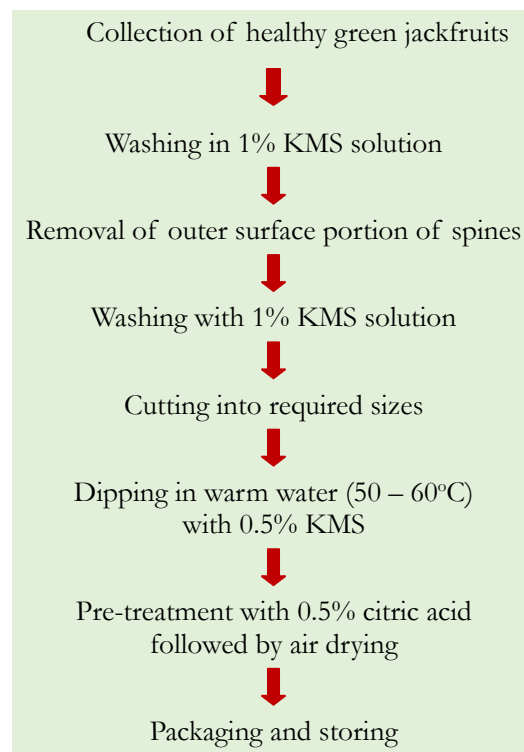 Collection of healthy green jackfruits
Washing in 1% KMS solution
Removal of outer surface portion of spines
Washing with 1% KMS solution
Cutting into required sizes
Dipping in warm water (50 – 60°C)
with 0.5% KMS
Pre-treatment with 0.5% citric acid
followed by air drying
Packaging and storing